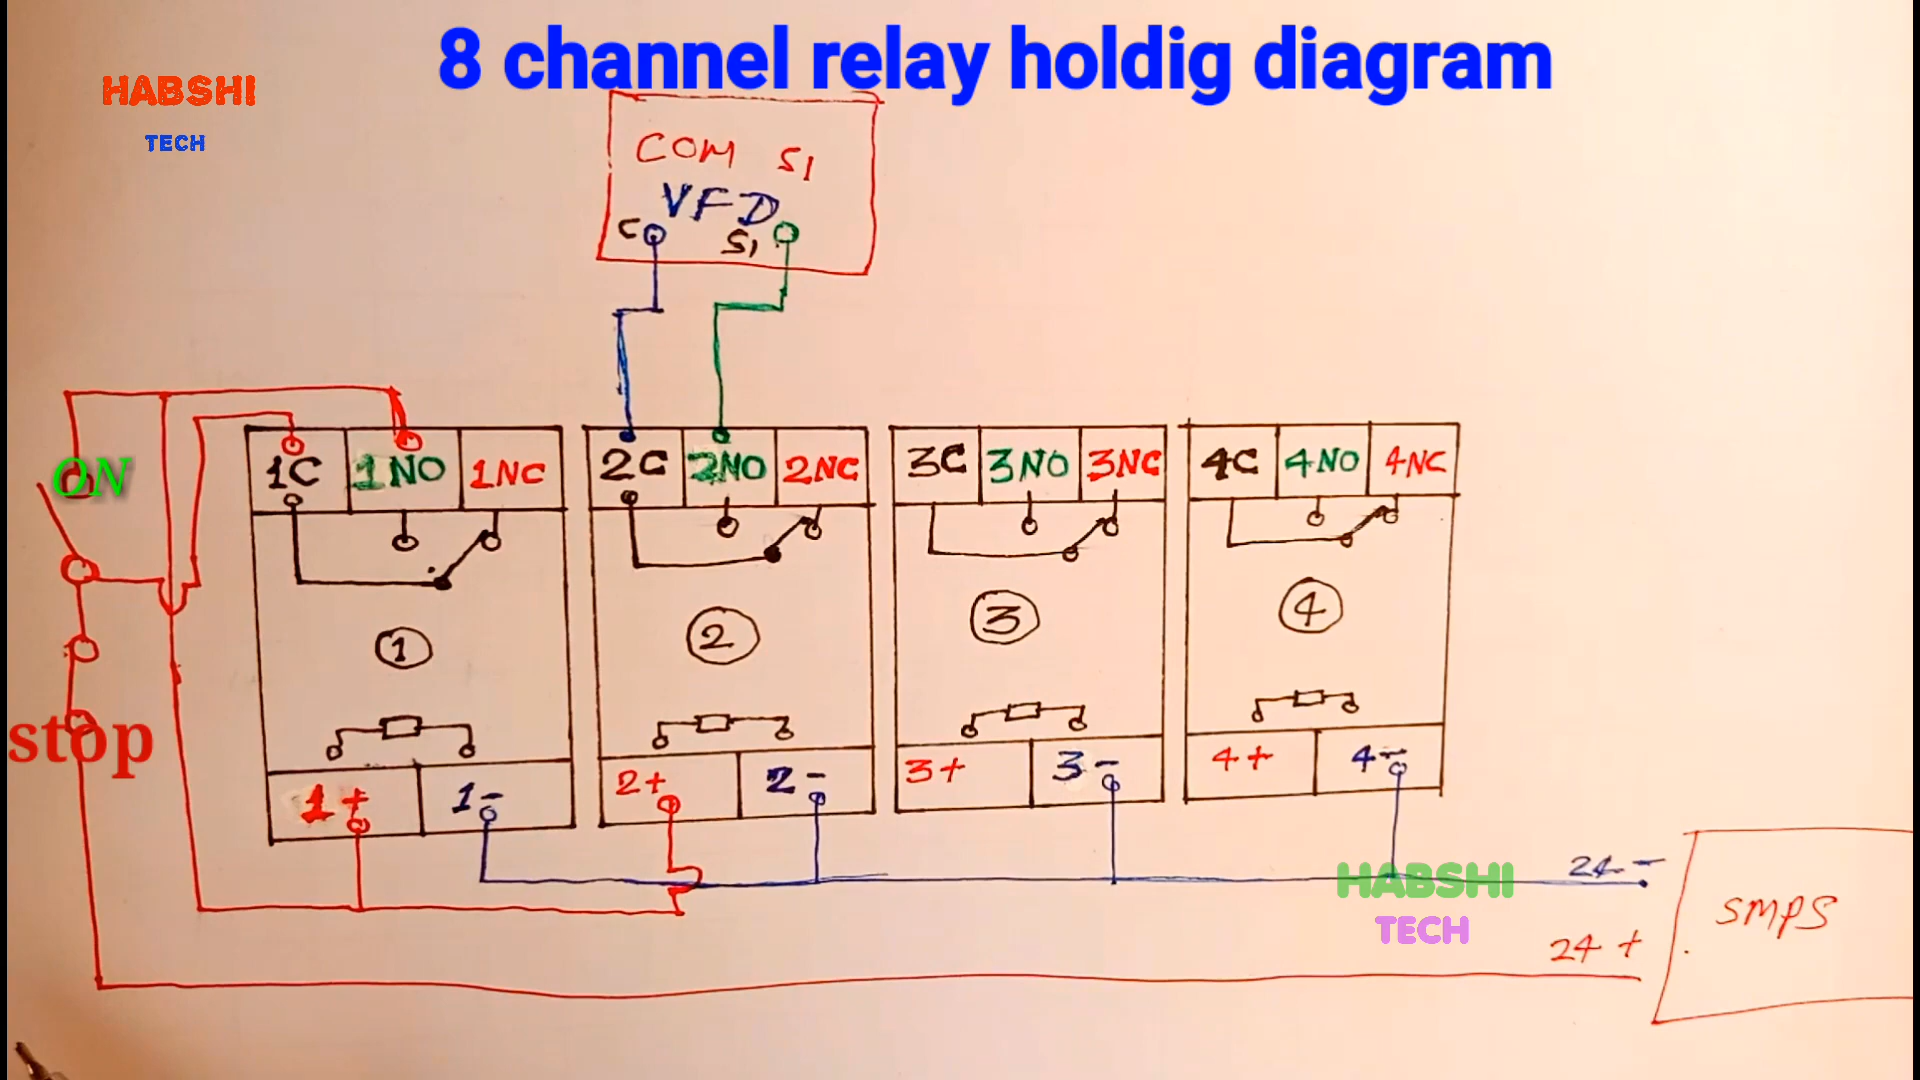 8 channel relay holdig diagram
HABSHI
TECH
COM S1
VFD
C S1
ON
1C 1NO 1NC
2C 2NO 2NC
3C 3NO 3NC
4C 4NO 4NC
1
2
3
4
stop
1+ 1-
2+ 2-
3+ 3-
4+ 4-
HABSHI
TECH
24-
24+
SMPS